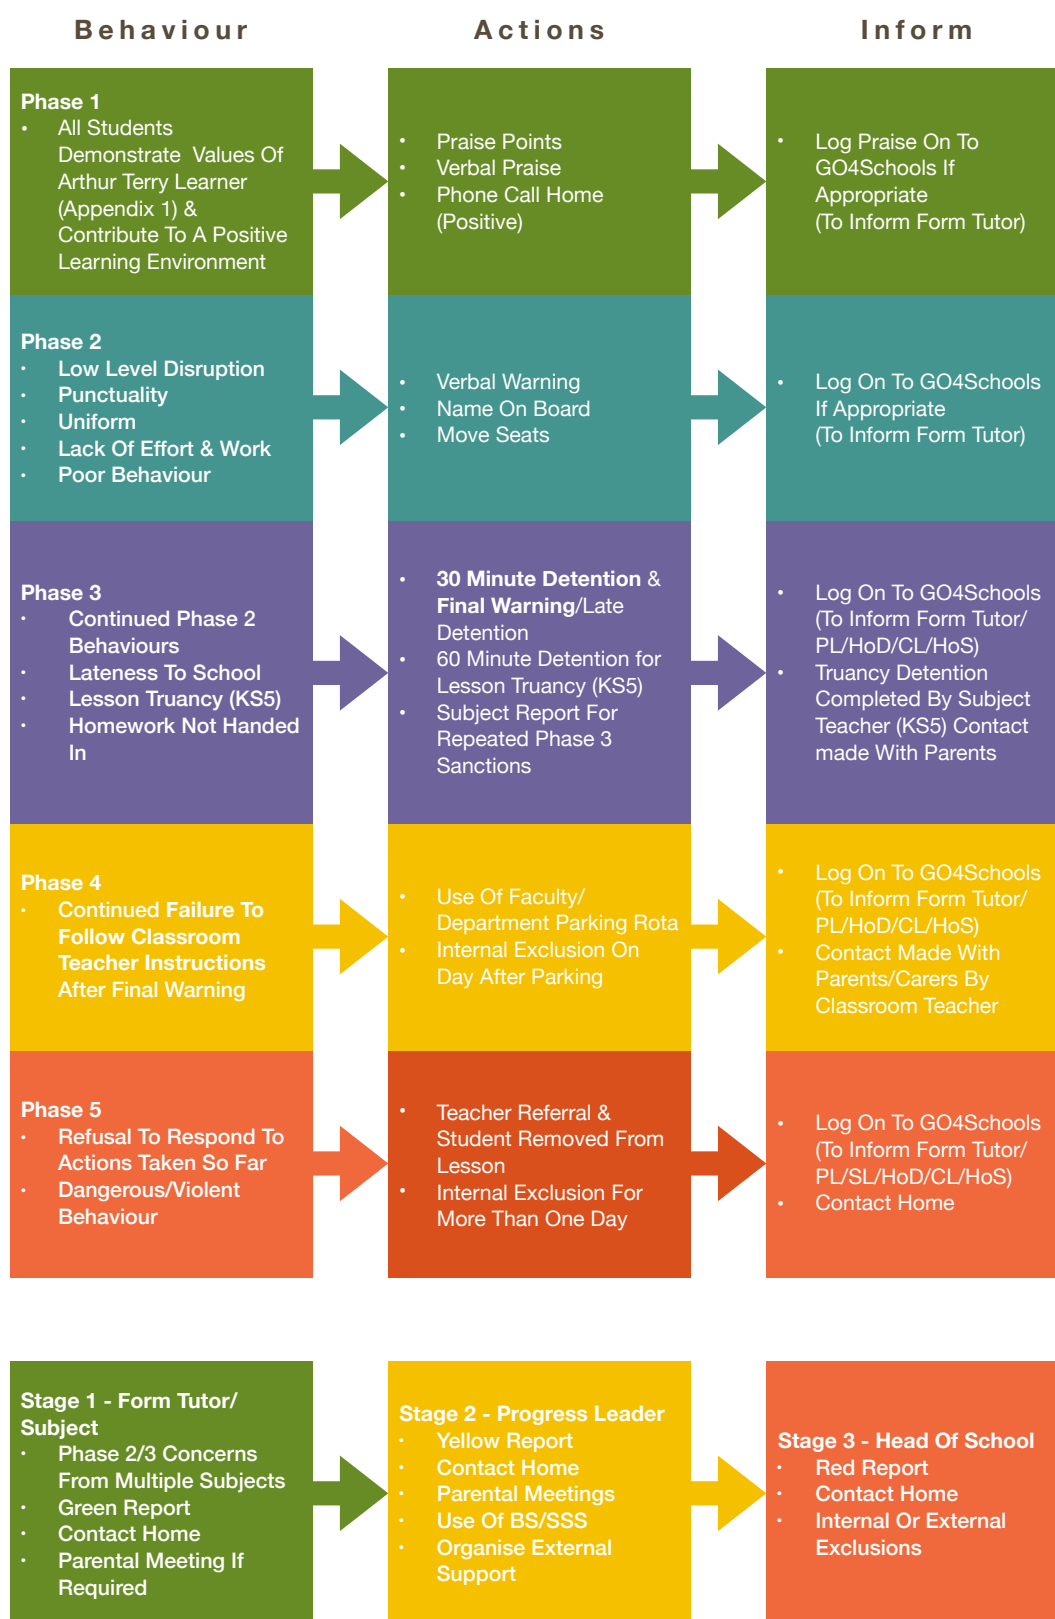 Behaviour
Actions
Inform
Phase 1
• All Students
Demonstrate  Values Of
Arthur Terry Learner
(Appendix 1) &
Contribute To A Positive
Learning Environment
• Praise Points
• Verbal Praise
• Phone Call Home
(Positive)
• Log Praise On To
GO4Schools If
Appropriate
(To Inform Form Tutor)
Phase 2
• Low Level Disruption
• Punctuality
• Uniform
• Lack Of Effort & Work
• Poor Behaviour
• Verbal Warning
• Name On Board
• Move Seats
• Log On To GO4Schools
If Appropriate
(To Inform Form Tutor)
Phase 3
• Continued Phase 2
Behaviours
• Lateness To School
• Lesson Truancy (KS5)
• Homework Not Handed
In
• 30 Minute Detention &
Final Warning/Late
Detention
• 60 Minute Detention for
Lesson Truancy (KS5)
• Subject Report For
Repeated Phase 3
Sanctions
• Log On To GO4Schools
(To Inform Form Tutor/
PL/HoD/CL/HoS)
• Truancy Detention
Completed By Subject
Teacher (KS5) Contact
made With Parents
Phase 4
• Continued Failure To
Follow Classroom
Teacher Instructions
After Final Warning
• Use Of Faculty/
Department Parking Rota
• Internal Exclusion On
Day After Parking
• Log On To GO4Schools
(To Inform Form Tutor/
PL/HoD/CL/HoS)
• Contact Made With
Parents/Carers By
Classroom Teacher
Phase 5
• Refusal To Respond To
Actions Taken So Far
• Dangerous/Violent
Behaviour
• Teacher Referral &
Student Removed From
Lesson
• Internal Exclusion For
More Than One Day
• Log On To GO4Schools
(To Inform Form Tutor/
PL/SL/HoD/CL/HoS)
• Contact Home
Stage 1 - Form Tutor/
Subject
• Phase 2/3 Concerns
From Multiple Subjects
• Green Report
• Contact Home
• Parental Meeting If
Required
Stage 2 - Progress Leader
• Yellow Report
• Contact Home
• Parental Meetings
• Use Of BS/SSS
• Organise External
Support
Stage 3 - Head Of School
• Red Report
• Contact Home
• Internal Or External
Exclusions